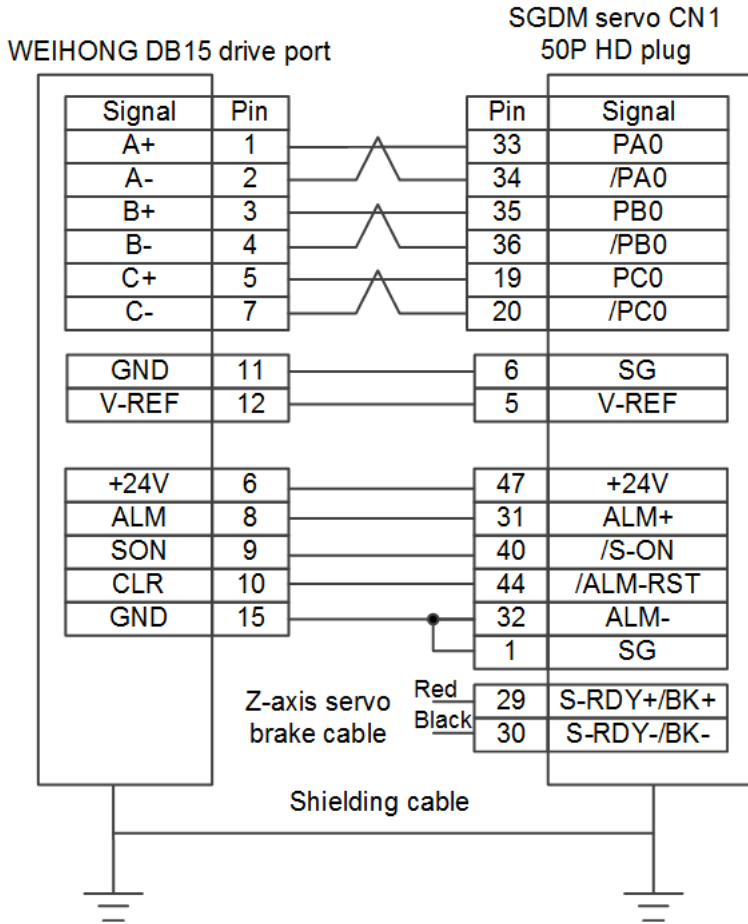 SGDM servo CN1
WEIHONG DB15 drive port 50P HD plug
Signal Pin Pin Signal
A+ 1 33 PA0
A- 2 34 /PA0
B+ 3 35 PB0
B- 4 36 /PB0
C+ 5 19 PC0
C- 7 20 /PC0
GND 11 6 SG
V-REF 12 5 V-REF
+24V 6 47 +24V
ALM 8 31 ALM+
SON 9 40 /S-ON
CLR 10 44 /ALM-RST
GND 15 32 ALM-
1 SG
Z-axis servo Red 29 S-RDY+/BK+
brake cable Black 30 S-RDY-/BK-
Shielding cable